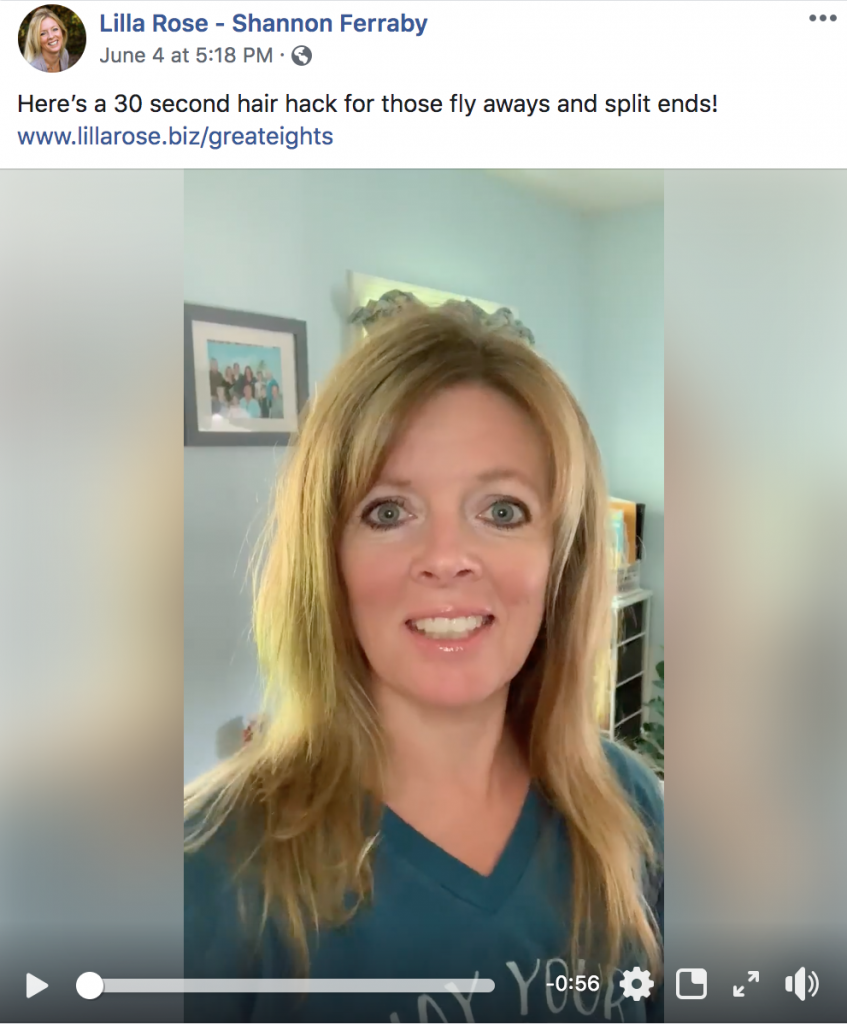 Lilla Rose - Shannon Ferraby
June 4 at 5:18 PM ·
Here’s a 30 second hair hack for those fly aways and split ends!
www.lillarose.biz/greateights
-0:56
YOUR